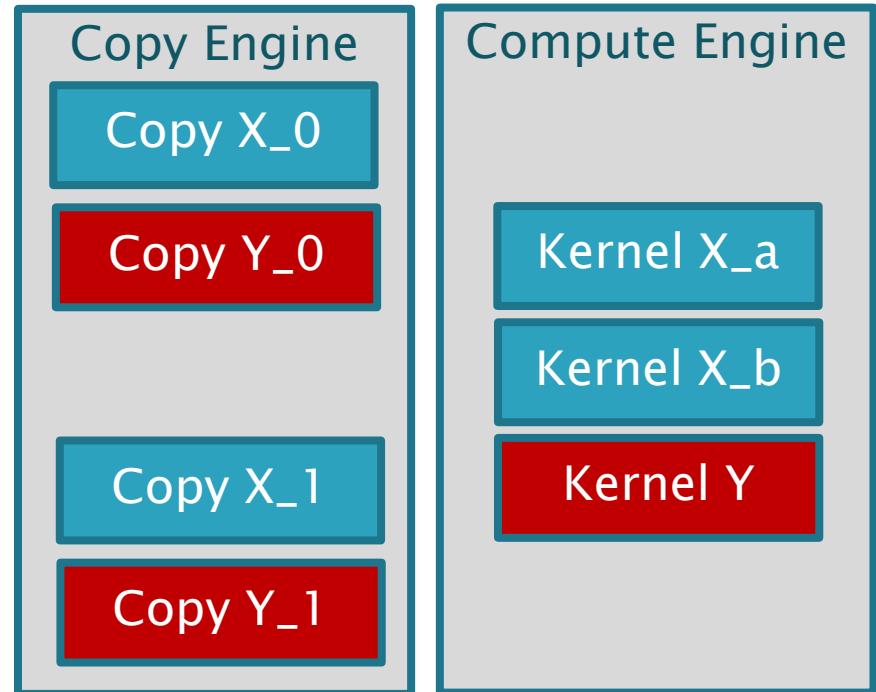 Copy Engine
Copy X_0
Copy Y_0
Copy X_1
Copy Y_1
Compute Engine
Kernel X_a
Kernel X_b
Kernel Y